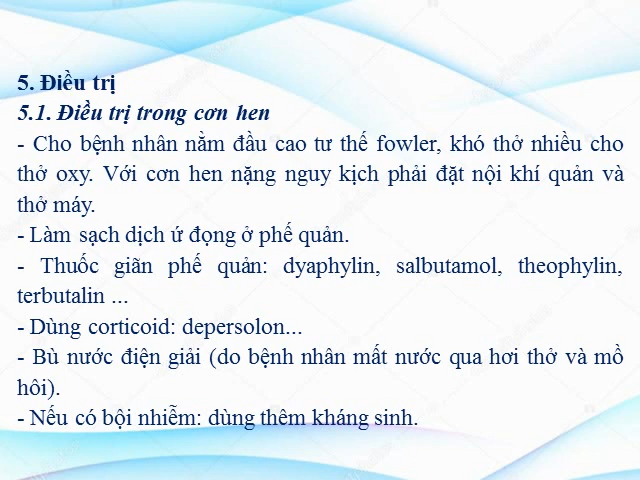 5. Điều trị
5.1. Điều trị trong cơn hen
- Cho bệnh nhân nằm đầu cao tư thế fowler, khó thở nhiều cho
thở oxy. Với cơn hen nặng nguy kịch phải đặt nội khí quản và
thở máy.
- Làm sạch dịch ứ đọng ở phế quản.
- Thuốc giãn phế quản: dyaphylin, salbutamol, theophylin,
terbutalin ...
- Dùng corticoid: depersolon...
- Bù nước điện giải (do bệnh nhân mất nước qua hơi thở và mồ
hôi).
- Nếu có bội nhiễm: dùng thêm kháng sinh.